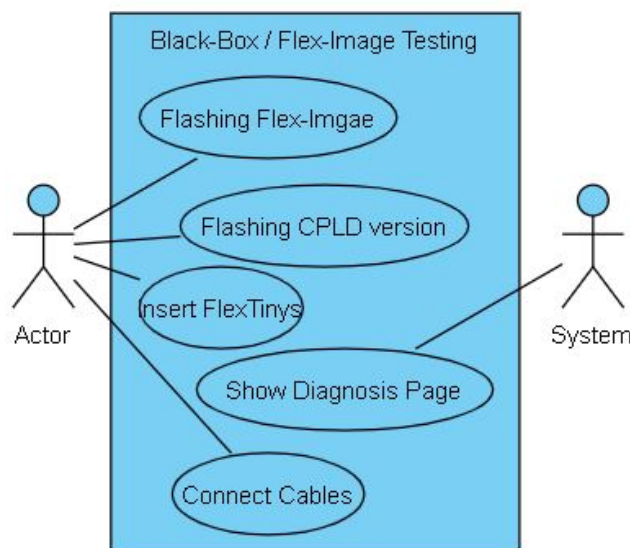 Black-Box / Flex-Image Testing
Flashing Flex-Imgae
Flashing CPLD version
Insert FlexTinys
Actor
System
Show Diagnosis Page
Connect Cables